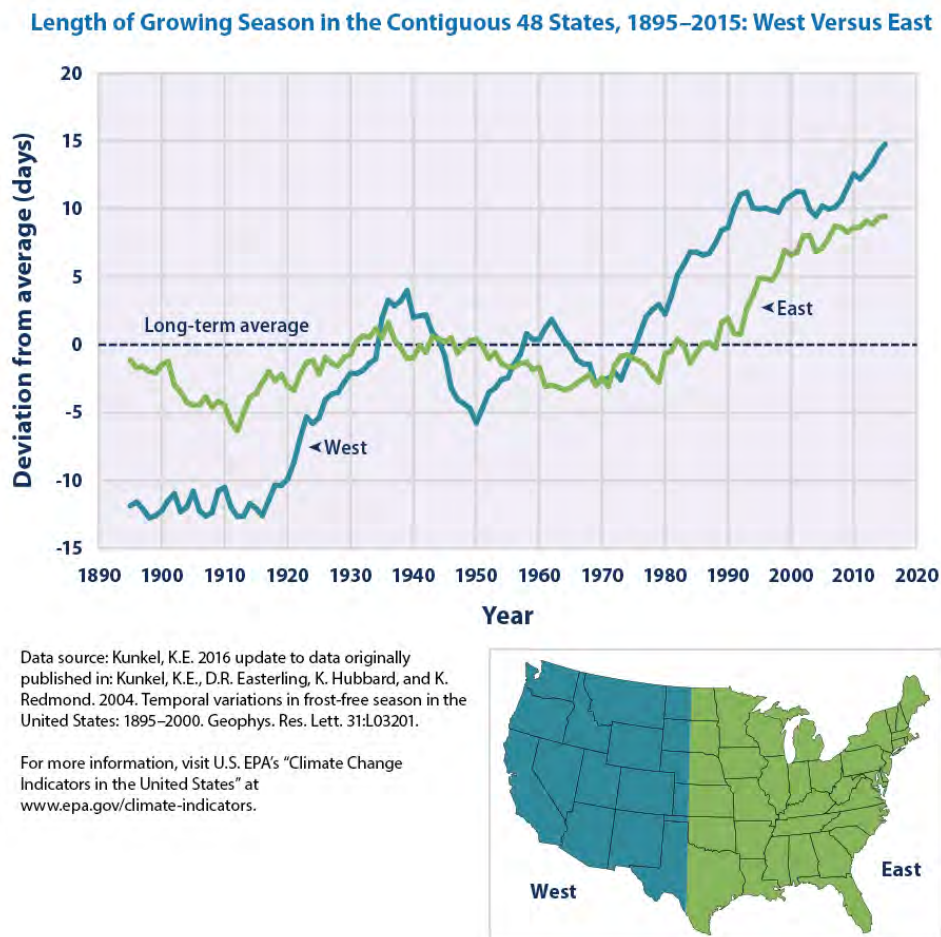 Length of Growing Season in the Contiguous 48 States, 1895–2015: West Versus East
20
15
10
5
0
-5
-10
-15
Deviation from average (days)
Long-term average
East
West
1890 1900 1910 1920 1930 1940 1950 1960 1970 1980 1990 2000 2010 2020
Year
Data source: Kunkel, K.E. 2016 update to data originally
published in: Kunkel, K.E., D.R. Easterling, K. Hubbard, and K.
Redmond. 2004. Temporal variations in frost-free season in the
United States: 1895–2000. Geophys. Res. Lett. 31:L03201.
For more information, visit U.S. EPA's "Climate Change
Indicators in the United States" at
www.epa.gov/climate-indicators.
West
East